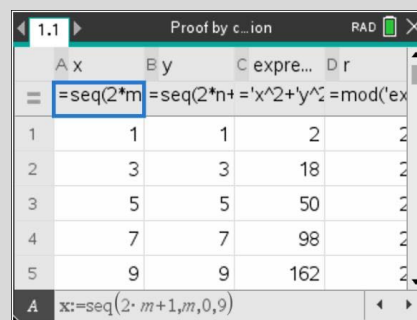 1.1 Proof by c...ion RAD
A x B y C expre... D r
= =seq(2*m =seq(2*n+ ='x^2+'y^2 =mod('ex
1 1 1 2 2
2 3 3 18 2
3 5 5 50 2
4 7 7 98 2
5 9 9 162 2
A x:=seq(2· m+1,m,0,9)